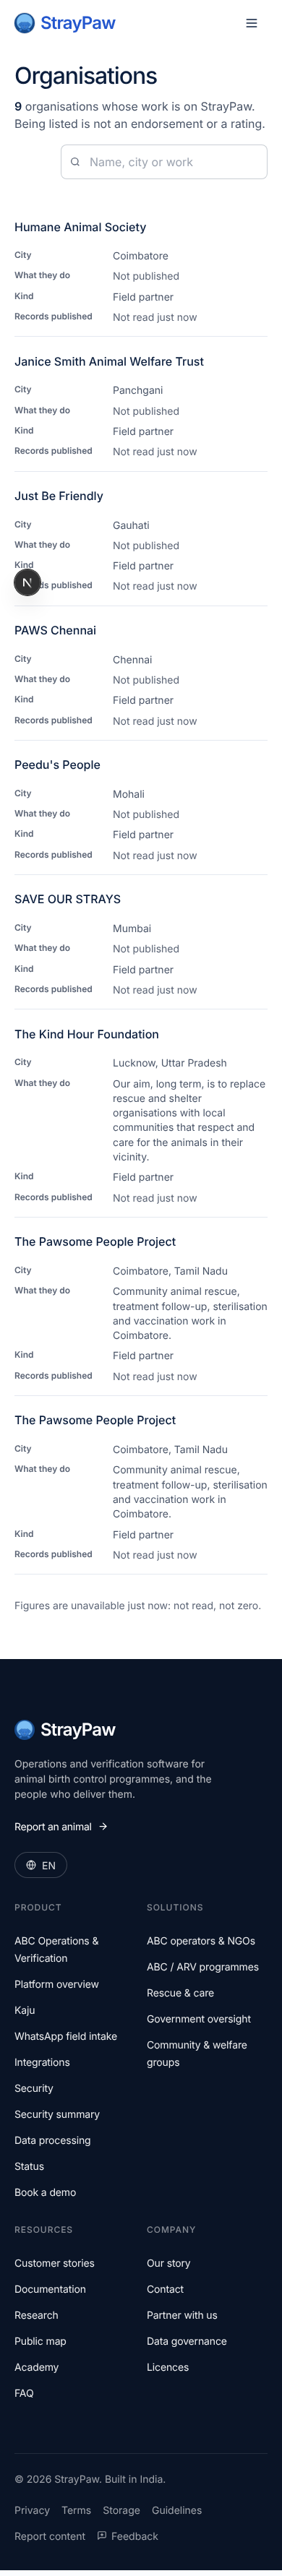 StrayPaw
Organisations
9 organisations whose work is on StrayPaw.
Being listed is not an endorsement or a rating.
Name, city or work
Humane Animal Society
City Coimbatore
What they do Not published
Kind Field partner
Records published Not read just now
Janice Smith Animal Welfare Trust
City Panchgani
What they do Not published
Kind Field partner
Records published Not read just now
Just Be Friendly
City Gauhati
What they do Not published
Kind Field partner
N
ds published Not read just now
PAWS Chennai
City Chennai
What they do Not published
Kind Field partner
Records published Not read just now
Peedu's People
City Mohali
What they do Not published
Kind Field partner
Records published Not read just now
SAVE OUR STRAYS
City Mumbai
What they do Not published
Kind Field partner
Records published Not read just now
The Kind Hour Foundation
City Lucknow, Uttar Pradesh
What they do Our aim, long term, is to replace
rescue and shelter
organisations with local
communities that respect and
care for the animals in their
vicinity.
Kind Field partner
Records published Not read just now
The Pawsome People Project
City Coimbatore, Tamil Nadu
What they do Community animal rescue,
treatment follow-up, sterilisation
and vaccination work in
Coimbatore.
Kind Field partner
Records published Not read just now
The Pawsome People Project
City Coimbatore, Tamil Nadu
What they do Community animal rescue,
treatment follow-up, sterilisation
and vaccination work in
Coimbatore.
Kind Field partner
Records published Not read just now
Figures are unavailable just now: not read, not zero.
StrayPaw
Operations and verification software for
animal birth control programmes, and the
people who deliver them.
Report an animal →
EN
PRODUCT
ABC Operations &
Verification
Platform overview
Kaju
WhatsApp field intake
Integrations
Security
Security summary
Data processing
Status
Book a demo
SOLUTIONS
ABC operators & NGOs
ABC / ARV programmes
Rescue & care
Government oversight
Community & welfare
groups
RESOURCES
Customer stories
Documentation
Research
Public map
Academy
FAQ
COMPANY
Our story
Contact
Partner with us
Data governance
Licences
© 2026 StrayPaw. Built in India.
Privacy Terms Storage Guidelines
Report content Feedback